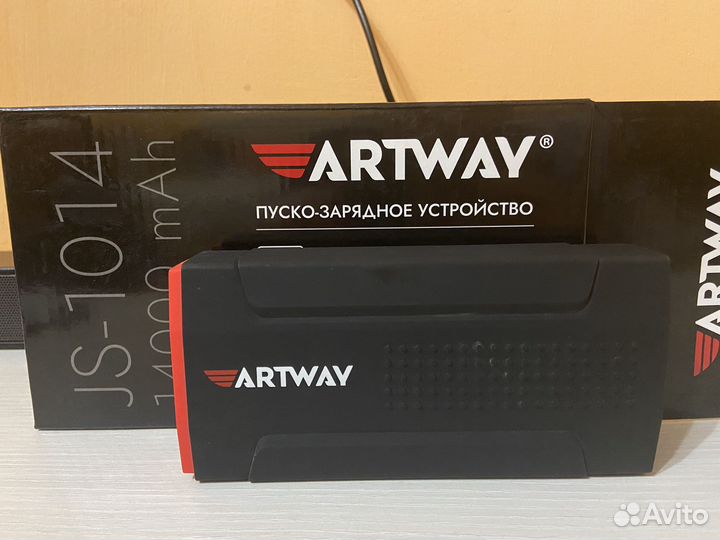 JS-1014
14000 mAh
ARTWAY®
ПУСКО-ЗАРЯДНОЕ УСТРОЙСТВО
ARTWAY
ARTWAY
Avito